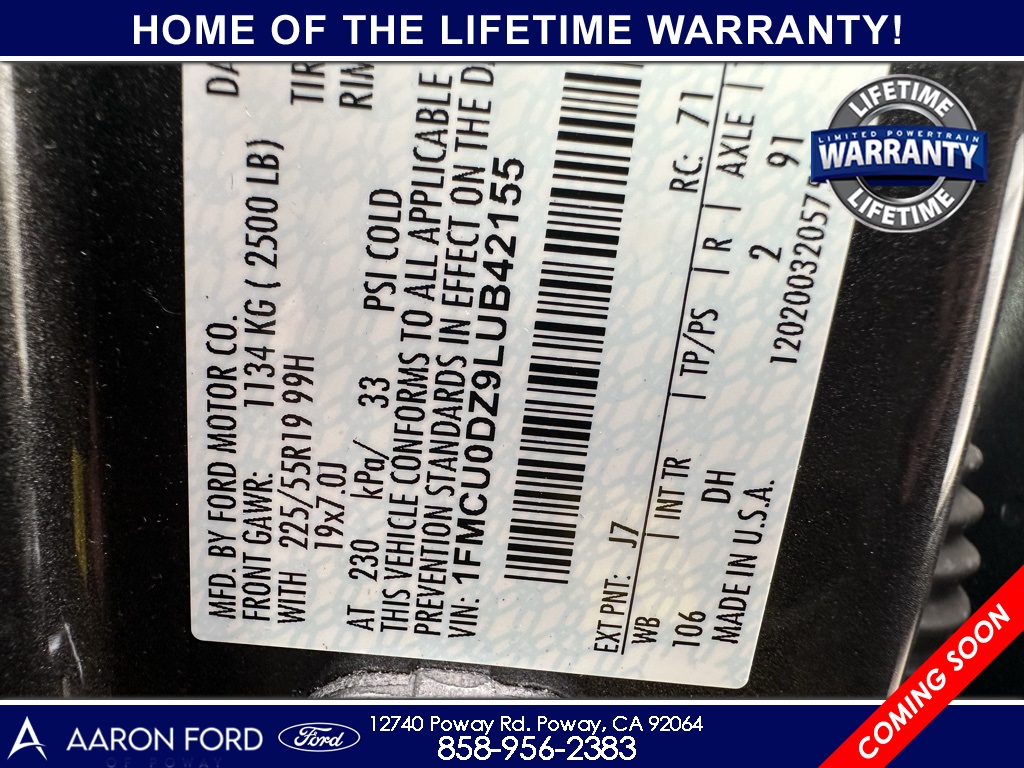 HOME OF THE LIFETIME WARRANTY!
LIFETIME
LIMITED POWERTRAIN
WARRANTY
LIFETIME
MFD. BY FORD MOTOR CO.
FRONT GAWR: 1134 KG ( 2500 LB)
WITH 225/55R19 99H
19x7.0J
AT 230 kPa/ 33 PSI COLD
THIS VEHICLE CONFORMS TO ALL APPLICABLE
PREVENTION STANDARDS IN EFFECT ON THE
VIN: 1FMCU0DZ9LUB42155
EXT PNT: J7 RC: 71
WB | INT TR | TP/PS | R | AXLE |
106 DH 2 91
MADE IN U.S.A.
COMING SOON
AARON FORD
OF POWAY
Ford
12740 Poway Rd. Poway, CA 92064
858-956-2383